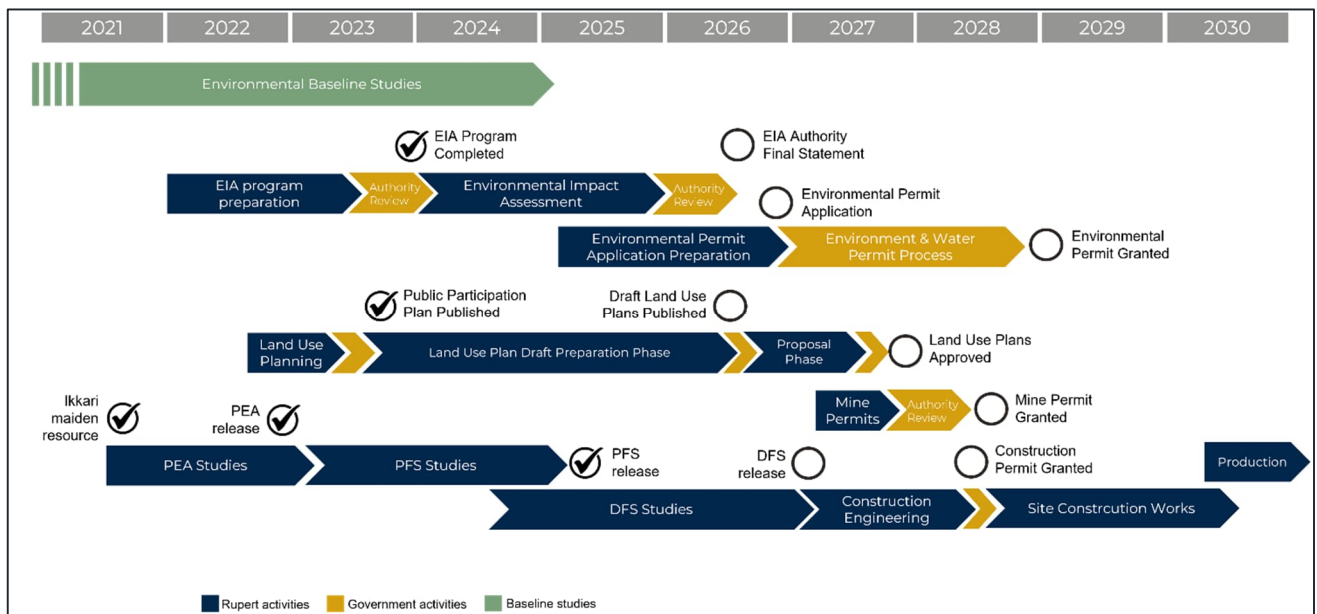 2021 2022 2023 2024 2025 2026 2027 2028 2029 2030
Environmental Baseline Studies
EIA Program
Completed
EIA Authority
Final Statement
EIA program
preparation
Authority
Review
Environmental Impact
Assessment
Authority
Review
Environmental Permit
Application
Environmental Permit
Application Preparation
Environment & Water
Permit Process
Environmental
Permit Granted
Public Participation
Plan Published
Draft Land Use
Plans Published
Land Use
Planning
Land Use Plan Draft Preparation Phase
Proposal
Phase
Land Use Plans
Approved
Mine
Permits
Authority
Review
Mine Permit
Granted
Ikkari
maiden
resource
PEA
release
PEA Studies
PFS Studies
PFS
release
DFS
release
Construction
Permit Granted
Production
DFS Studies
Construction
Engineering
Site Constrcution Works
Rupert activities
Government activities
Baseline studies